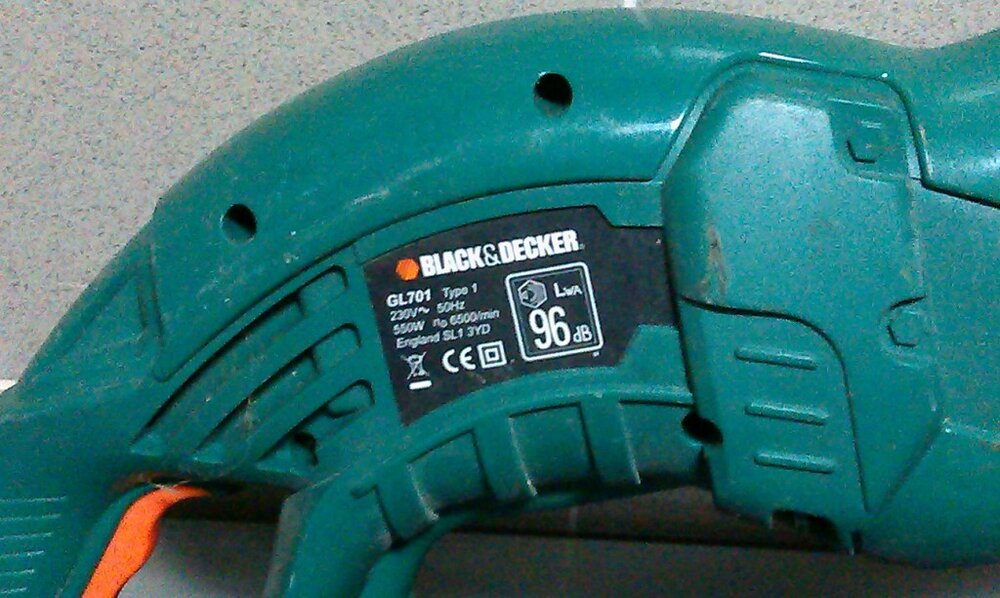 BLACK&DECKER
GL701 Type 1
230V~ 50Hz
550W n₀ 6500/min
England SL1 3YD
CE
LWA
96 dB